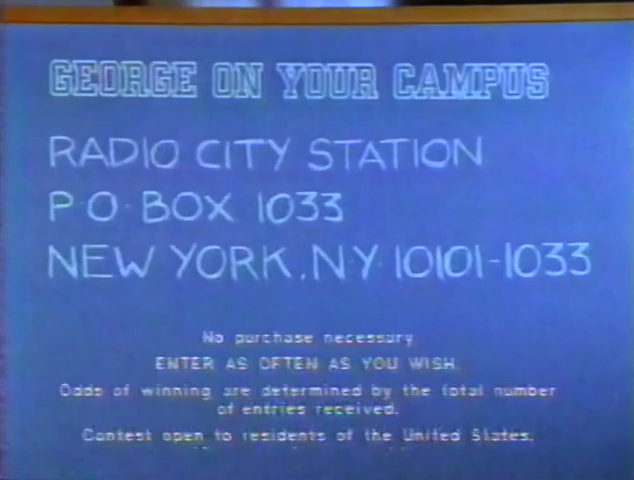 GEORGE ON YOUR CAMPUS
RADIO CITY STATION
P·O· BOX 1033
NEW YORK, N·Y· 10101-1033
No purchase necessary
ENTER AS OFTEN AS YOU WISH.
Odds of winning are determined by the total number
of entries received.
Contest open to residents of the United States.